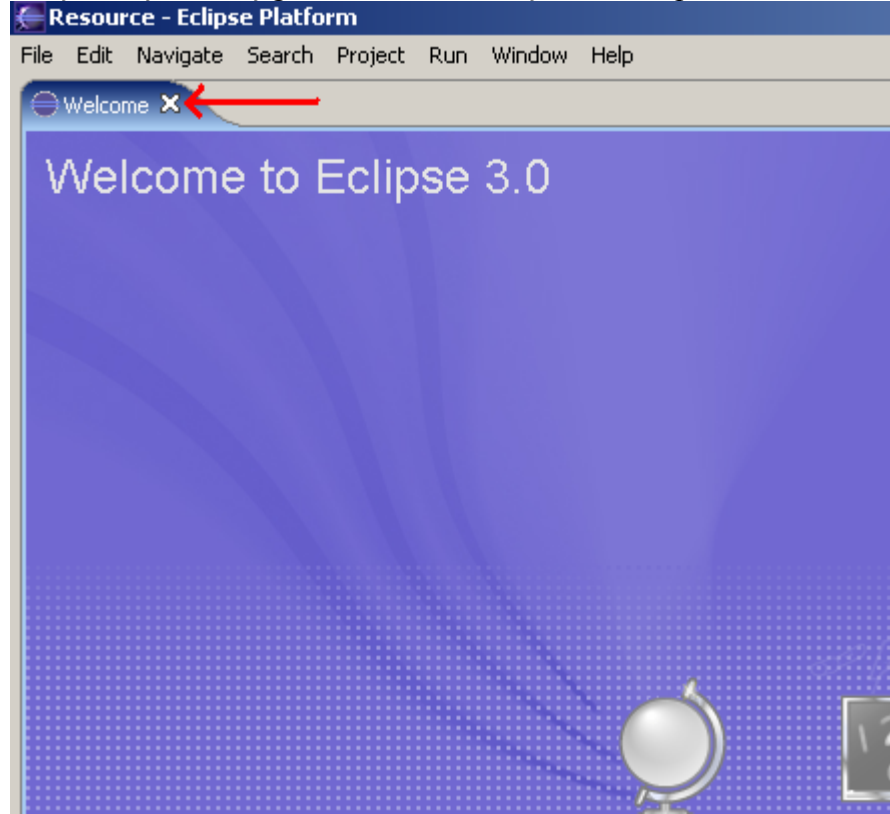 Resource - Eclipse Platform
File Edit Navigate Search Project Run Window Help
Welcome
Welcome to Eclipse 3.0